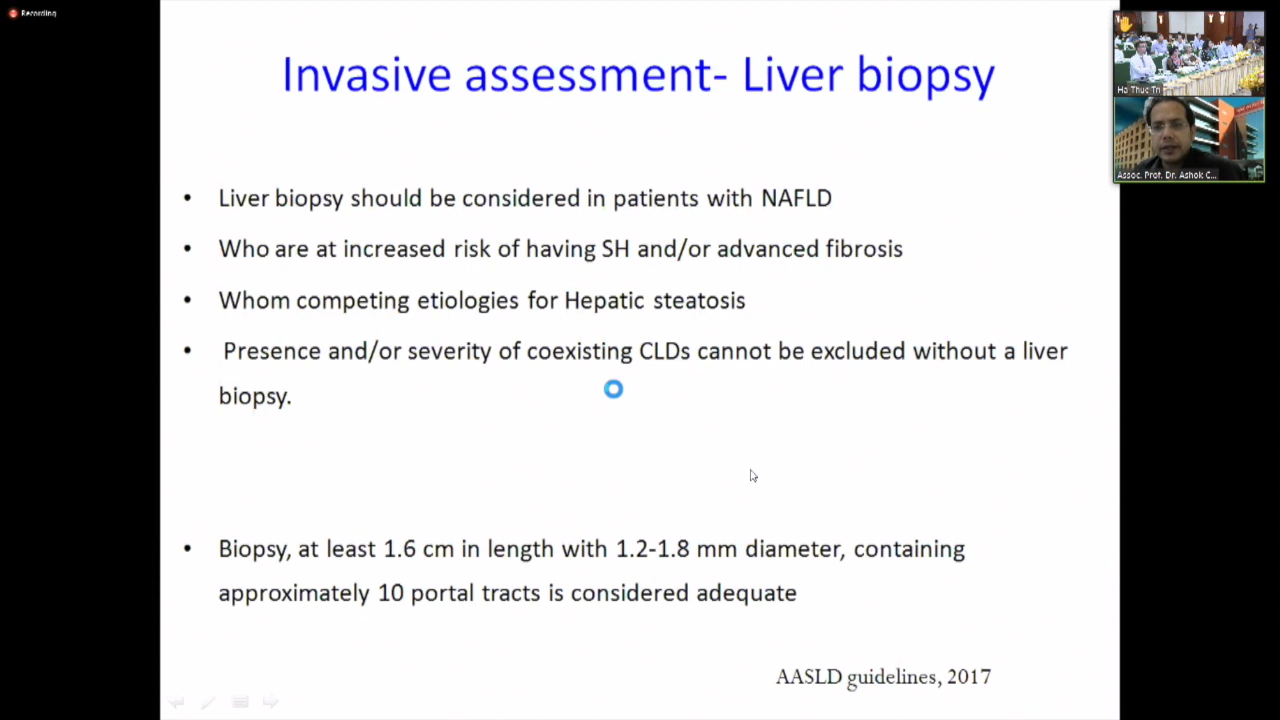 Recording
Invasive assessment- Liver biopsy
Ha Thuc Tri
Assoc. Prof. Dr. Ashok C...
• Liver biopsy should be considered in patients with NAFLD
• Who are at increased risk of having SH and/or advanced fibrosis
• Whom competing etiologies for Hepatic steatosis
• Presence and/or severity of coexisting CLDs cannot be excluded without a liver
biopsy.
• Biopsy, at least 1.6 cm in length with 1.2-1.8 mm diameter, containing
approximately 10 portal tracts is considered adequate
AASLD guidelines, 2017